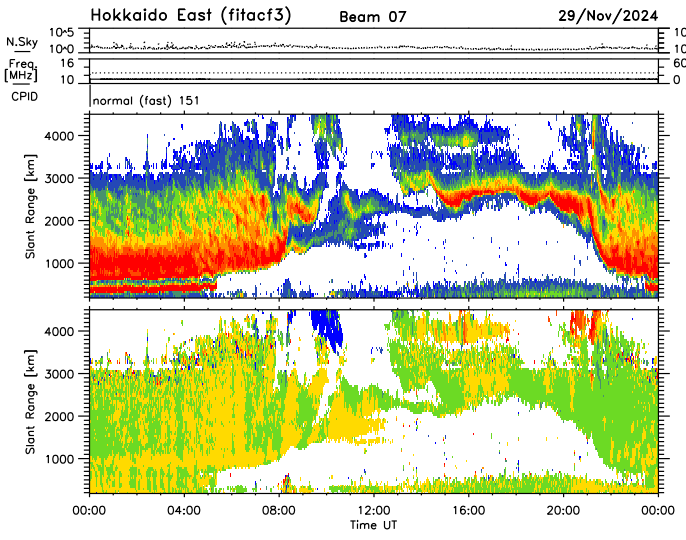 Hokkaido East (fitacf3) Beam 07 29/Nov/2024
N.Sky 10^5 10^0 10 10
Freq. [MHz] 16 10 60 0
CPID normal (fast) 151
Slant Range [km] 4000 3000 2000 1000
Slant Range [km] 4000 3000 2000 1000
00:00 04:00 08:00 12:00 16:00 20:00 00:00
Time UT